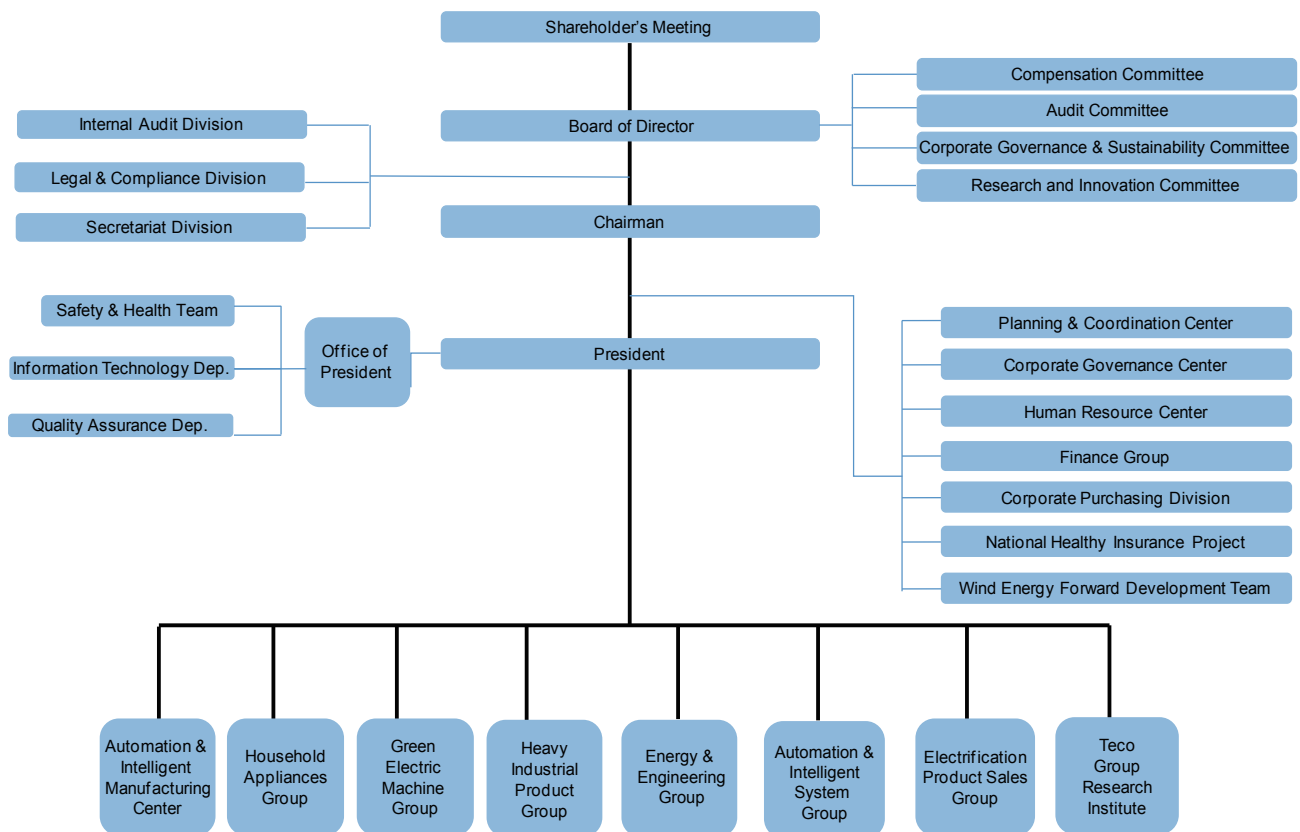 Shareholder's Meeting
Compensation Committee
Audit Committee
Internal Audit Division
Board of Director
Corporate Governance & Sustainability Committee
Legal & Compliance Division
Research and Innovation Committee
Secretariat Division
Chairman
Safety & Health Team
Planning & Coordination Center
Office of
President
President
Information Technology Dep.
Corporate Governance Center
Human Resource Center
Quality Assurance Dep.
Finance Group
Corporate Purchasing Division
National Healthy Insurance Project
Wind Energy Forward Development Team
Automation &
Intelligent
Manufacturing
Center
Household
Appliances
Group
Green
Electric
Machine
Group
Heavy
Industrial
Product
Group
Energy &
Engineering
Group
Automation &
Intelligent
System
Group
Electrification
Product Sales
Group
Teco
Group
Research
Institute